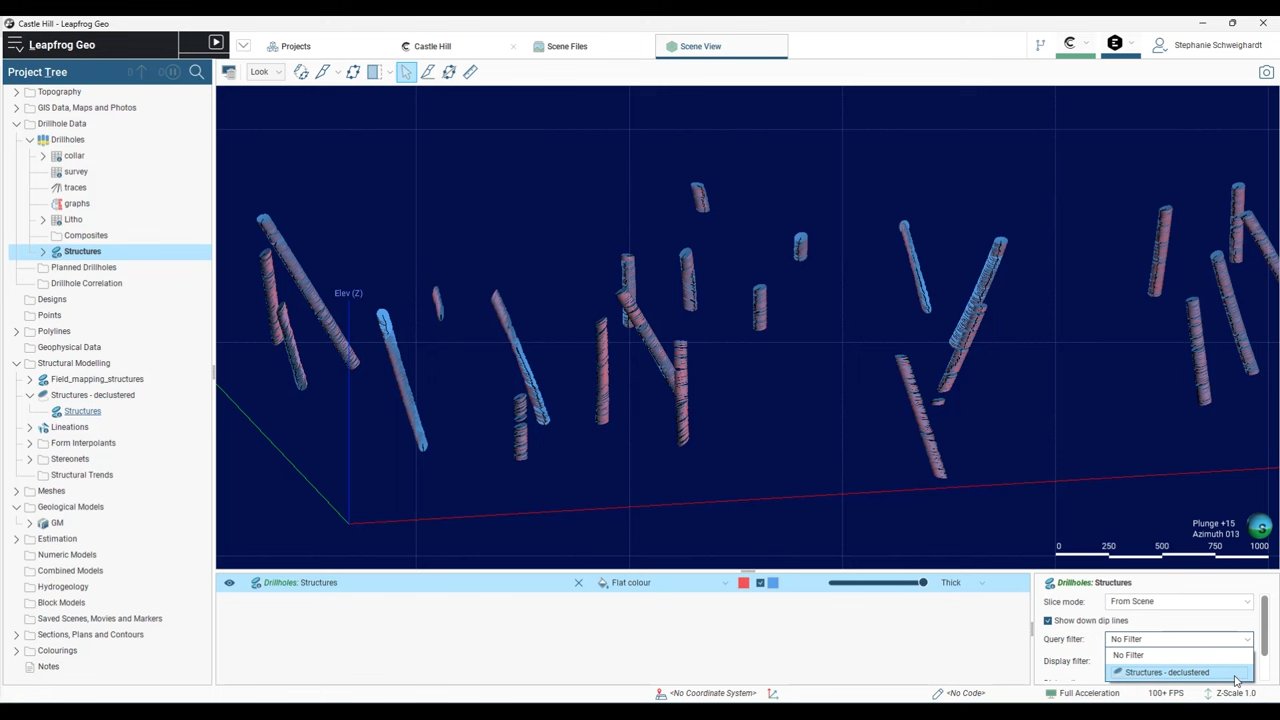 Castle Hill - Leapfrog Geo
Leapfrog Geo
Projects
Castle Hill
Scene Files
Scene View
Stephanie Schweighardt
Project Tree
0
0
Look
Topography
GIS Data, Maps and Photos
Drillhole Data
Drillholes
collar
survey
traces
graphs
Litho
Composites
Structures
Planned Drillholes
Drillhole Correlation
Designs
Points
Polylines
Geophysical Data
Structural Modelling
Field_mapping_structures
Structures - declustered
Structures
Lineations
Form Interpolants
Stereonets
Structural Trends
Meshes
Geological Models
GM
Estimation
Numeric Models
Combined Models
Hydrogeology
Block Models
Saved Scenes, Movies and Markers
Sections, Plans and Contours
Colourings
Notes
Elev (Z)
Plunge +15
Azimuth 013
0 250 500 750 1000
Drillholes: Structures
Flat colour
Thick
Drillholes: Structures
Slice mode: From Scene
Show down dip lines
Query filter: No Filter
No Filter
Display filter:
Structures - declustered
<No Coordinate System>
<No Code>
Full Acceleration
100+ FPS
Z-Scale 1.0